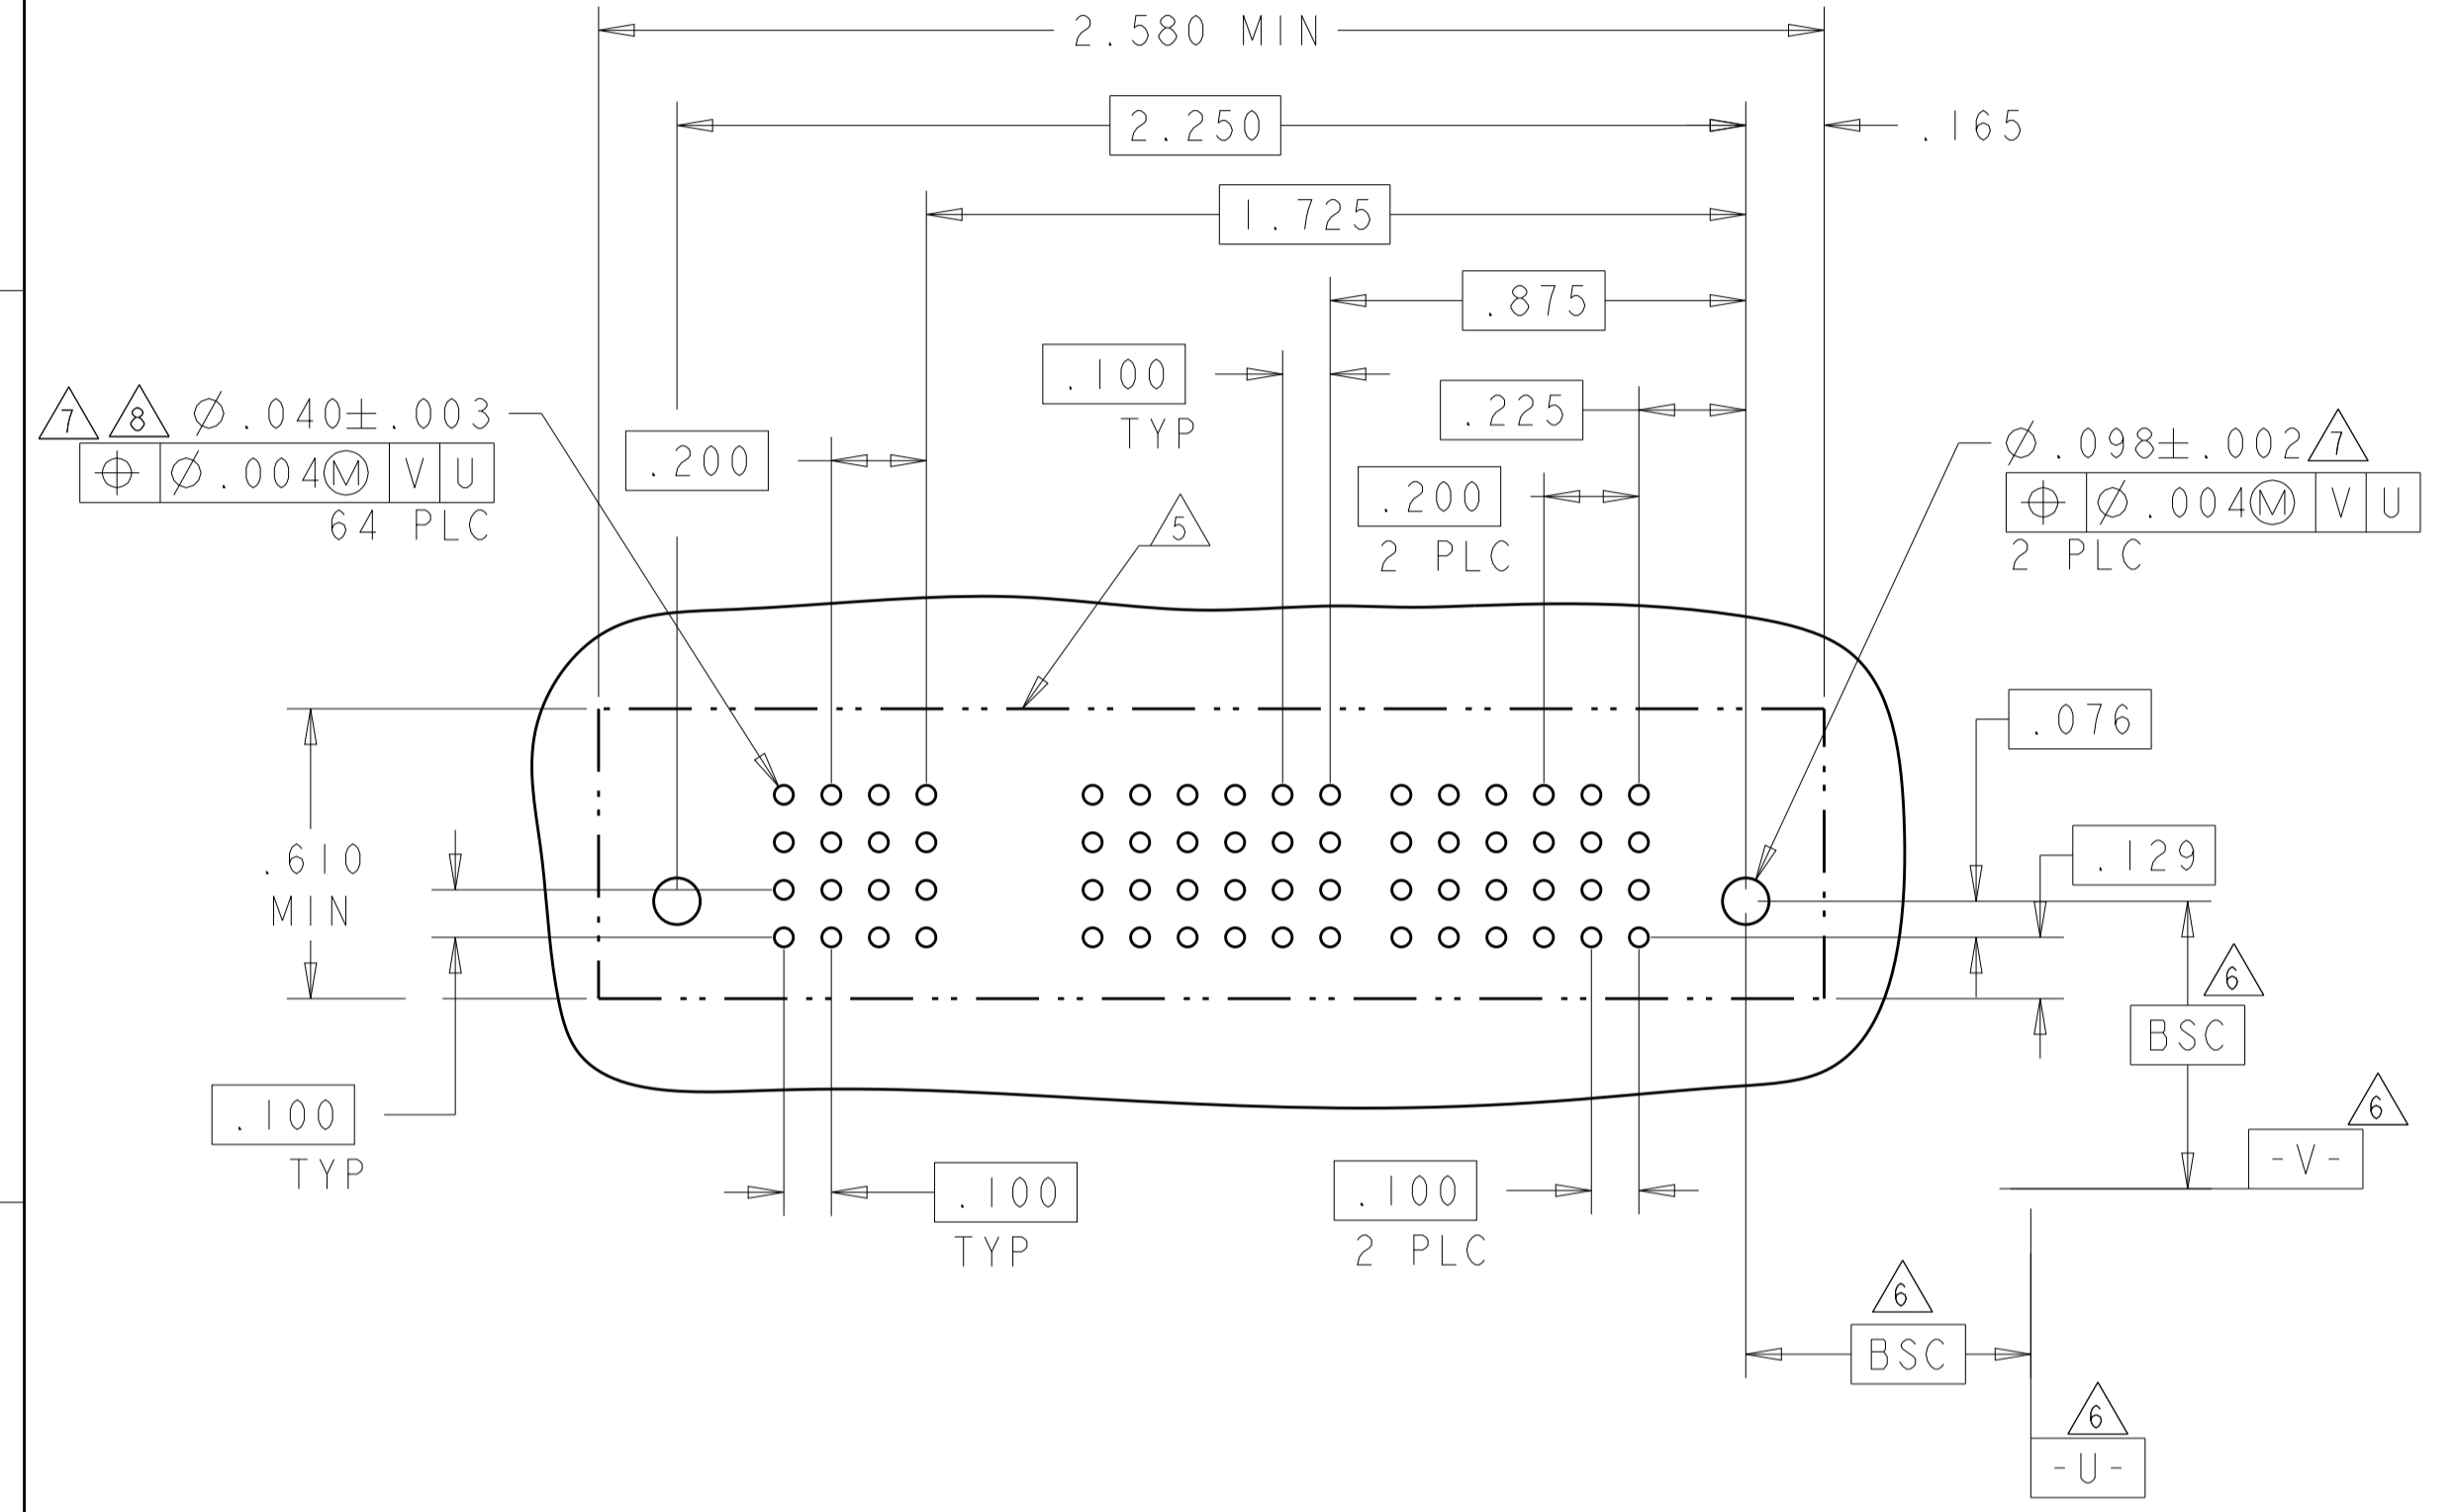 2.580 MIN
2.250
.165
1.725
.875
.100
TYP
.225
7 8 ⌀.040±.003
⌖ ⌀.004Ⓜ V U
64 PLC
.200
.200
2 PLC
5
⌀.098±.002 7
⌖ ⌀.004Ⓜ V U
2 PLC
.076
.129
.610
MIN
6
BSC
6
-V-
.100
TYP
.100
TYP
.100
2 PLC
6
BSC
6
-U-